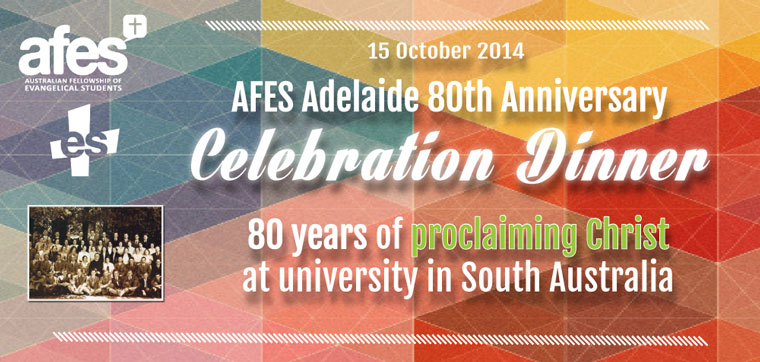 afes
AUSTRALIAN FELLOWSHIP OF
EVANGELICAL STUDENTS
es
15 October 2014
AFES Adelaide 80th Anniversary
Celebration Dinner
80 years of proclaiming Christ
at university in South Australia